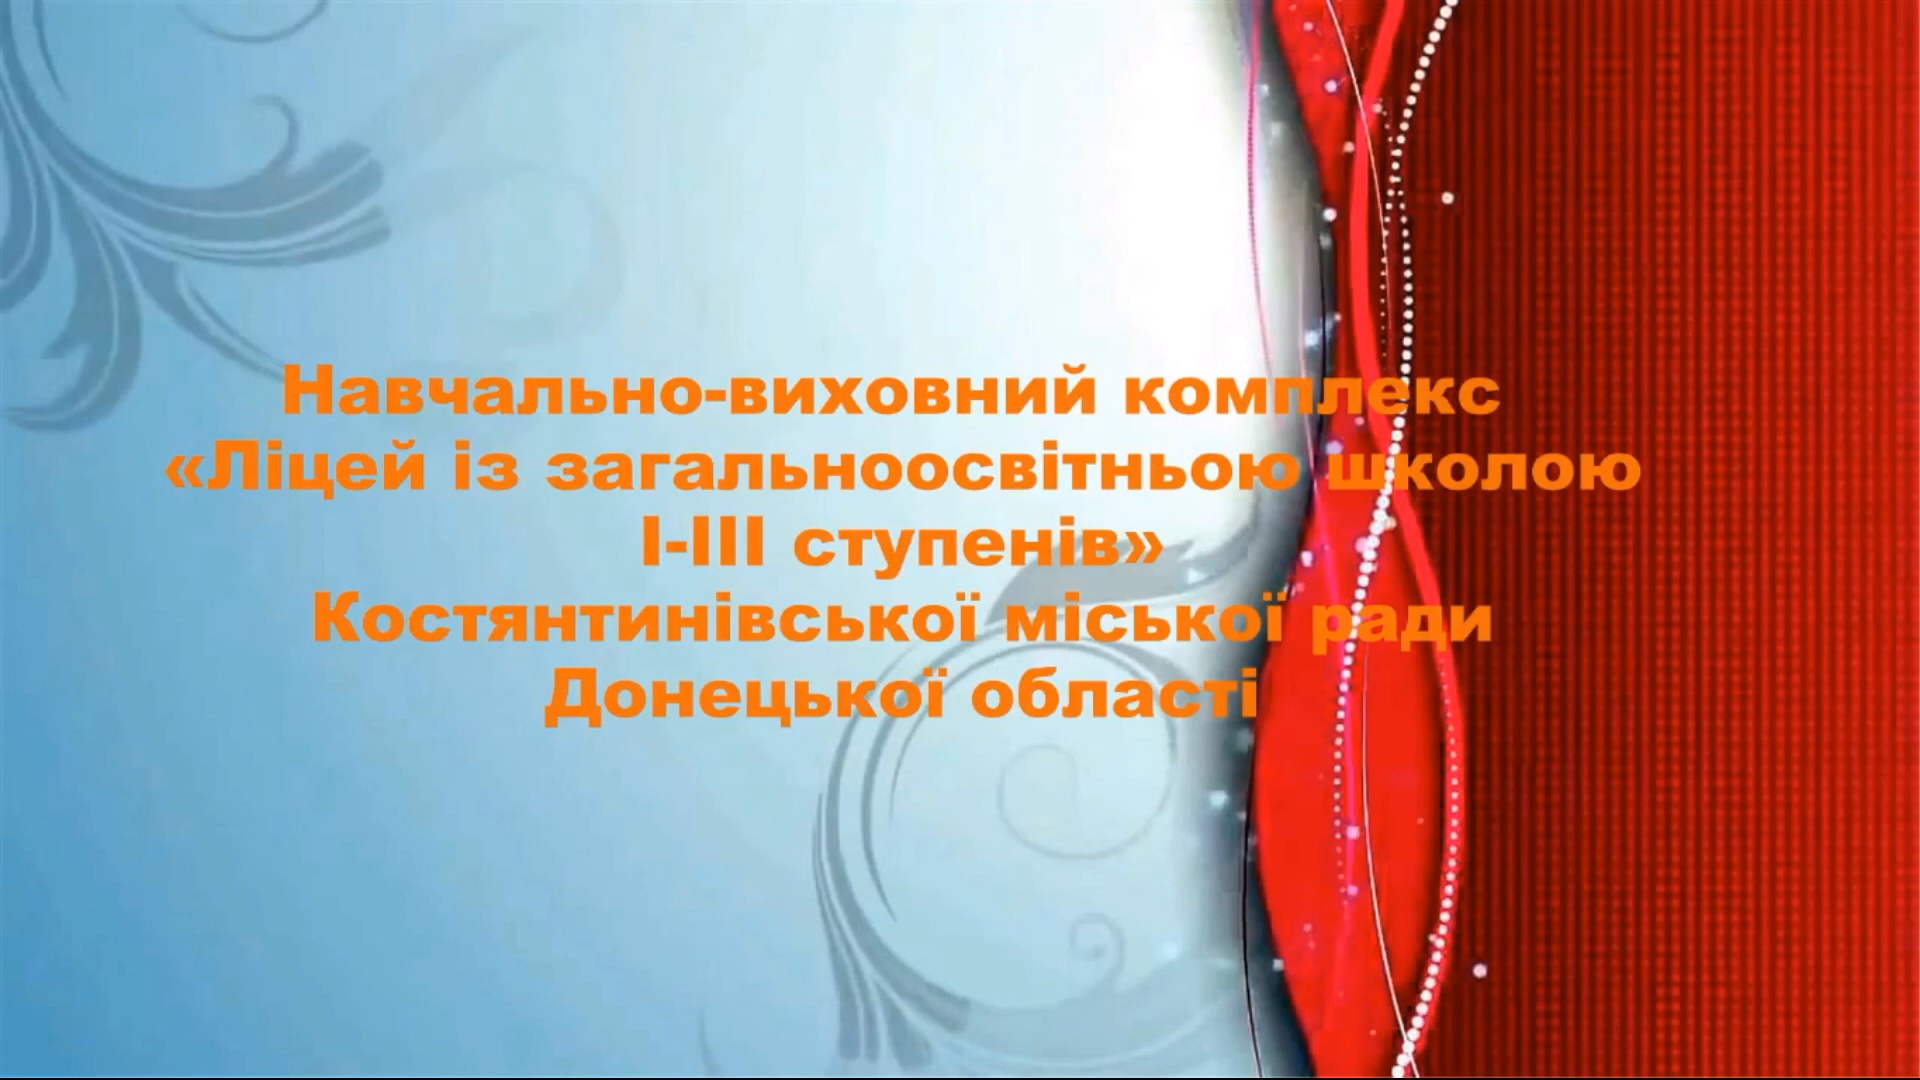 Навчально-виховний комплекс
«Ліцей із загальноосвітньою школою
І-ІІІ ступенів»
Костянтинівської міської ради
Донецької області